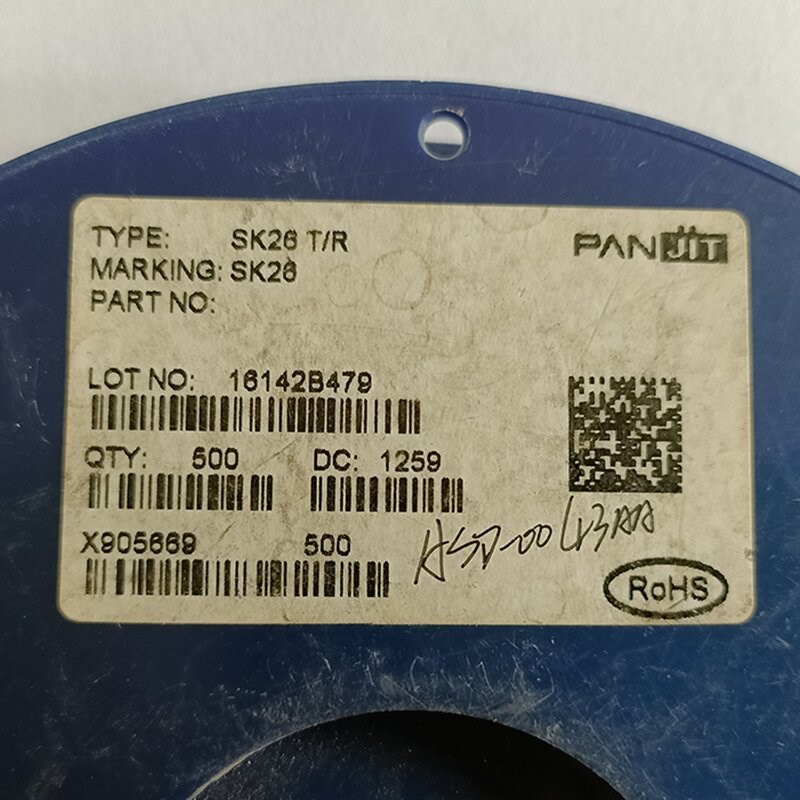 TYPE: SK26 T/R
PANJIT
MARKING: SK26
PART NO:
LOT NO: 16142B479
QTY: 500 DC: 1259
X905669 500
RoHS